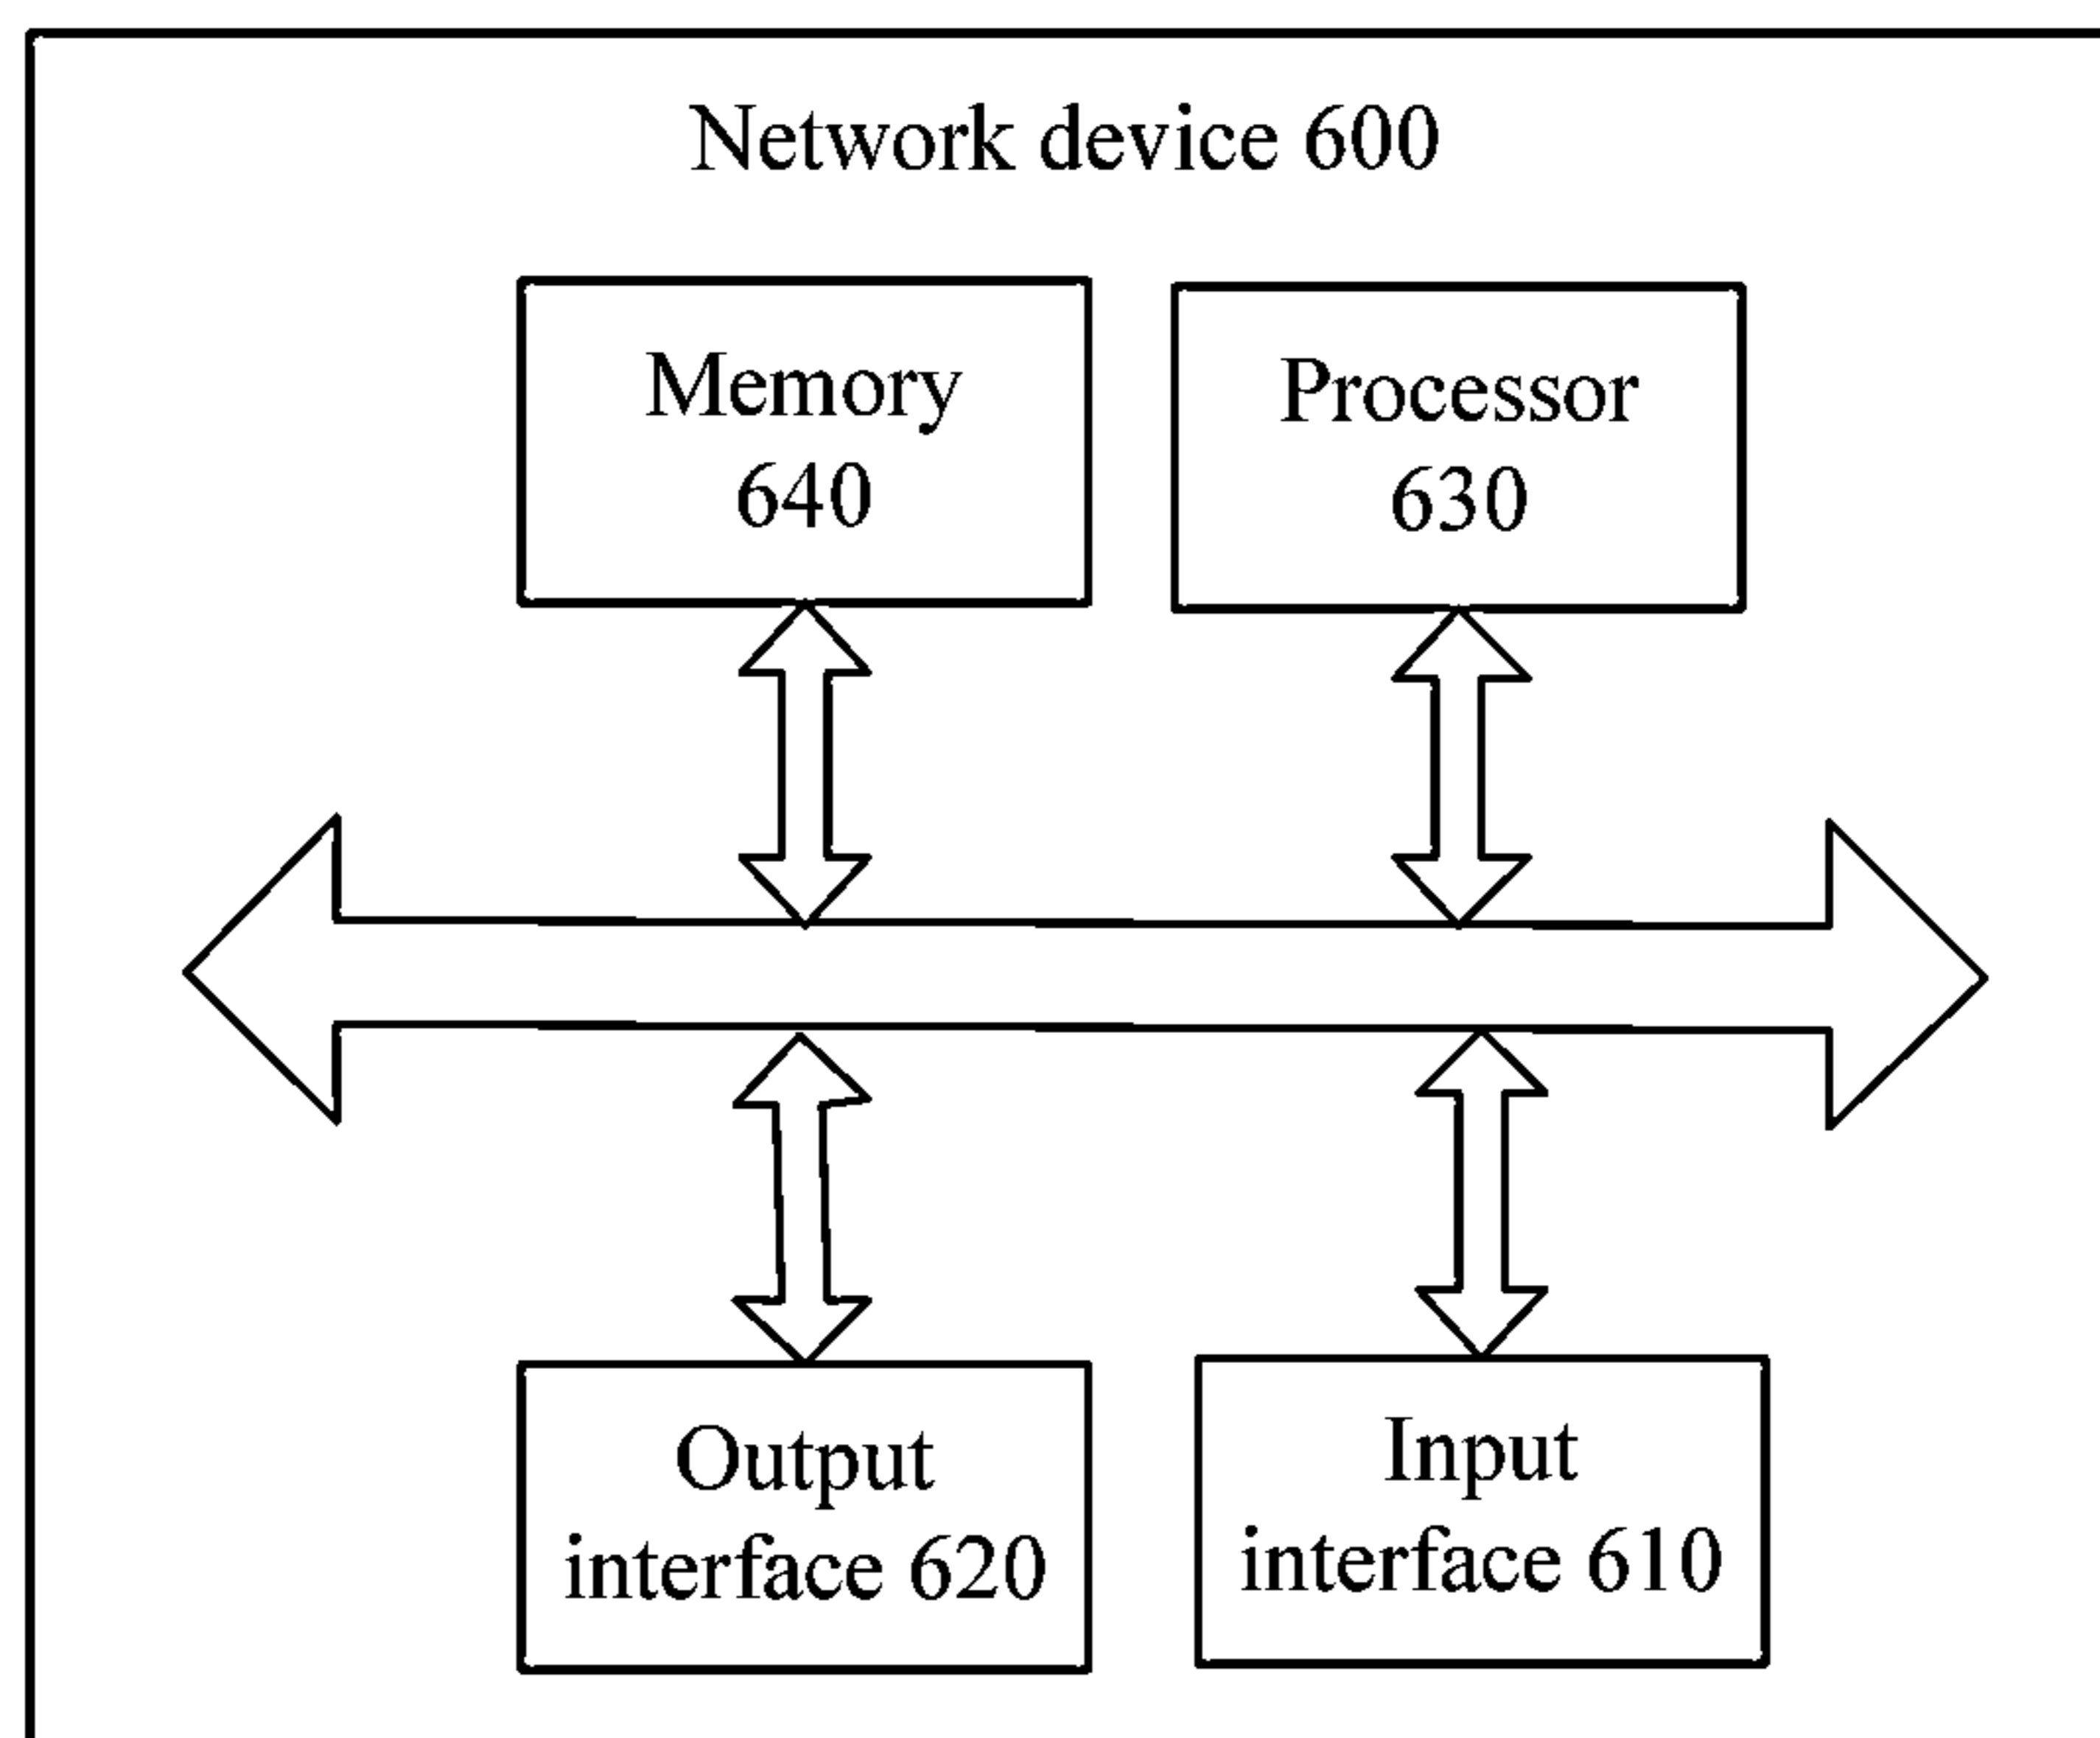 Network device 600
Memory
640
Processor
630
Output
interface 620
Input
interface 610